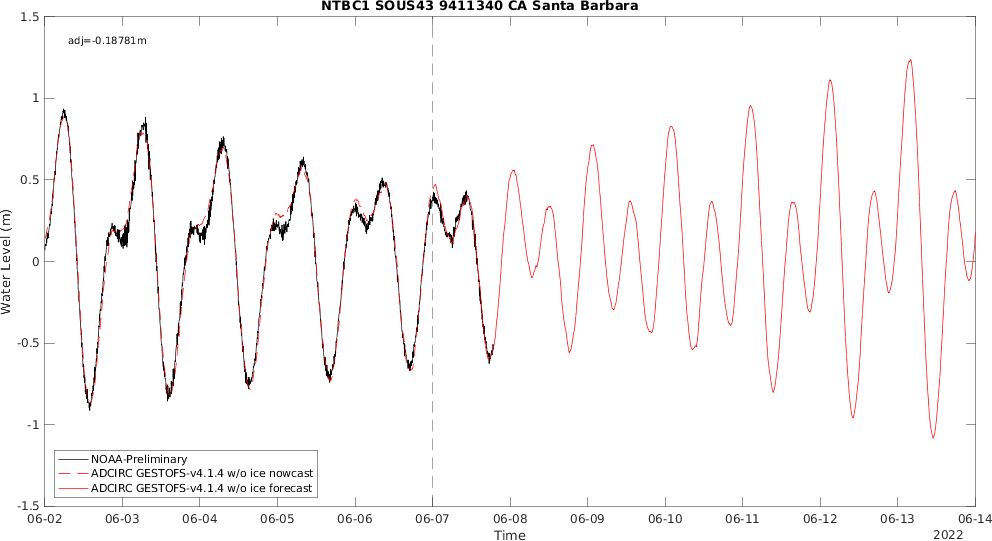 NTBC1 SOUS43 9411340 CA Santa Barbara
adj=-0.18781m
1.5
1
0.5
0
-0.5
-1
-1.5
Water Level (m)
NOAA-Preliminary
ADCIRC GESTOFS-v4.1.4 w/o ice nowcast
ADCIRC GESTOFS-v4.1.4 w/o ice forecast
06-02 06-03 06-04 06-05 06-06 06-07 06-08 06-09 06-10 06-11 06-12 06-13 06-14
Time
2022